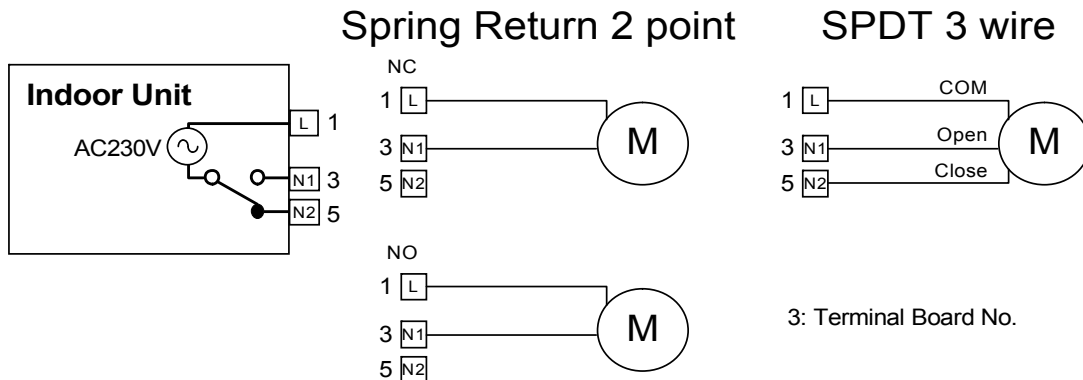 Spring Return 2 point
SPDT 3 wire
Indoor Unit
AC230V
L 1
N1 3
N2 5
NC
1 L
3 N1
5 N2
M
NO
1 L
3 N1
5 N2
M
1 L COM
3 N1 Open
5 N2 Close
M
3: Terminal Board No.